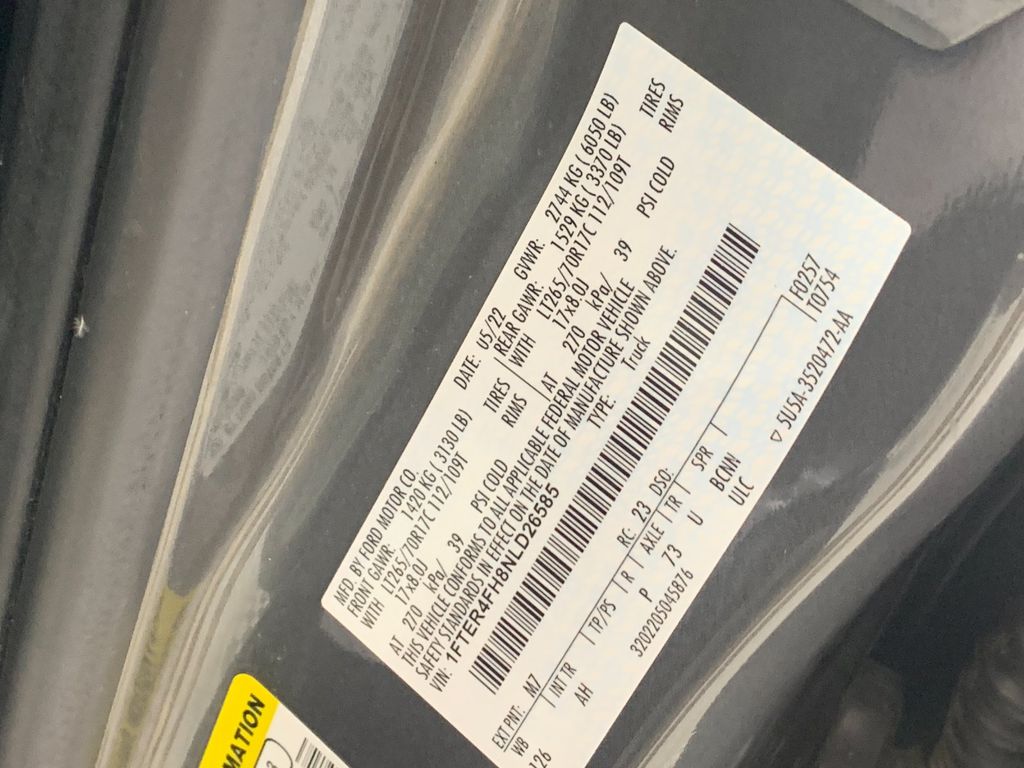 MFD BY FORD MOTOR CO.
DATE: 05/22 GVWR: 2744 KG ( 6050 LB)
FRONT GAWR: 1420 KG ( 3130 LB) REAR GAWR: 1529 KG ( 3370 LB)
WITH LT265/70R17C 112/109T TIRES WITH LT265/70R17C 112/109T TIRES
17x8.0J RIMS 17x8.0J RIMS
AT 270 kPa/ 39 PSI COLD AT 270 kPa/ 39 PSI COLD
THIS VEHICLE CONFORMS TO ALL APPLICABLE FEDERAL MOTOR VEHICLE
SAFETY STANDARDS IN EFFECT ON THE DATE OF MANUFACTURE SHOWN ABOVE.
VIN: 1FTER4FH8NLD26585
TYPE: Truck
EXT PNT: M7 RC: 23 DSO:
WB INT TR TP/PS R AXLE TR SPR F0257
126 AH P 73 U BCNN T0754
ULC
3202205045876
▽ SU5A-3520472-AA
MATION
3